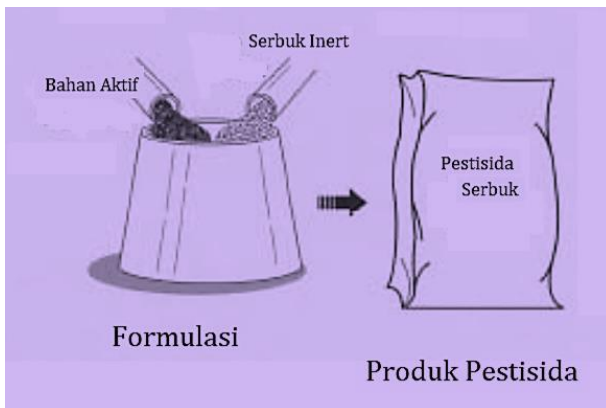 Serbuk Inert
Bahan Aktif
Pestisida
Serbuk
Formulasi
Produk Pestisida